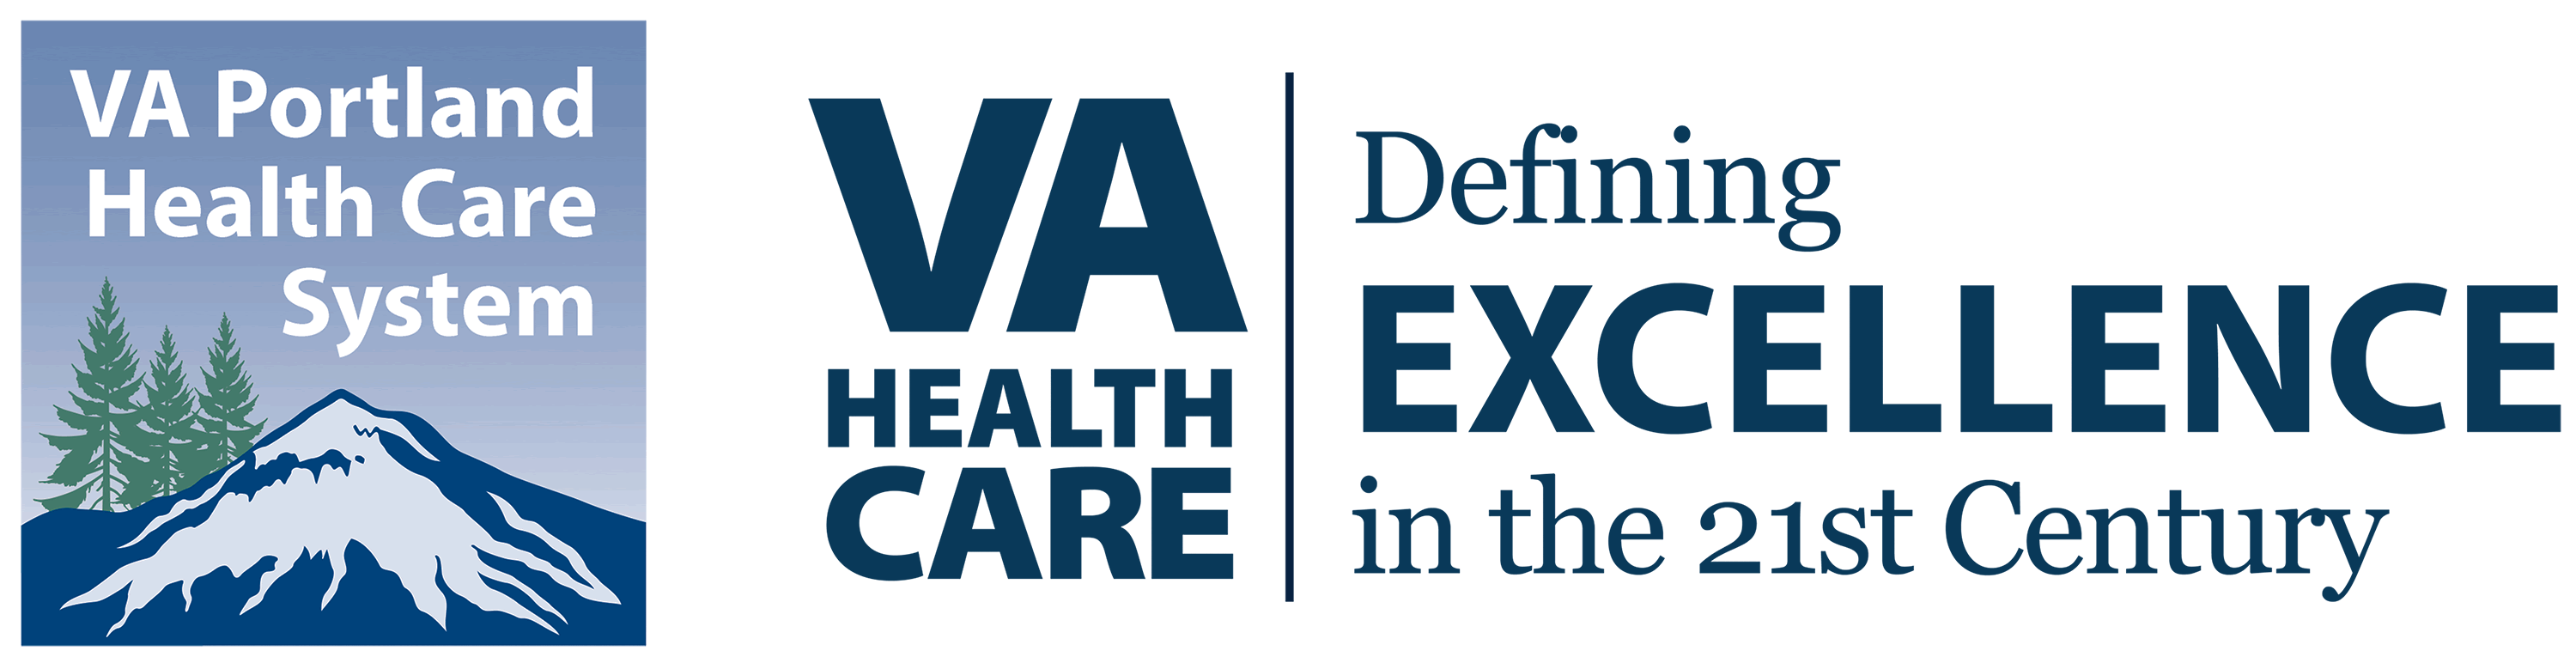 VA Portland
Health Care
System
VA
HEALTH
CARE
Defining
EXCELLENCE
in the 21st Century